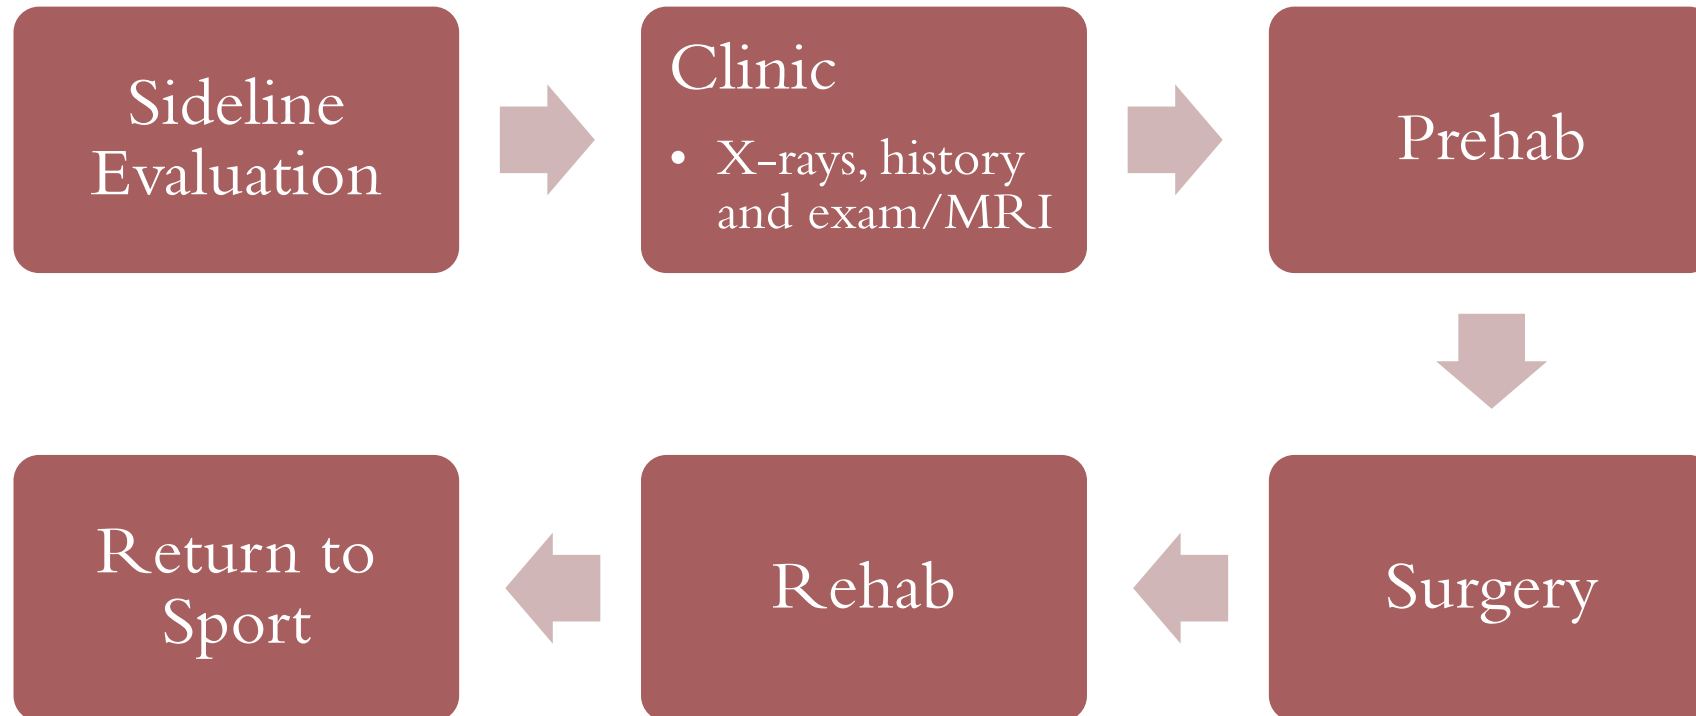 Sideline
Evaluation
Clinic
• X-rays, history
and exam/MRI
Prehab
Surgery
Rehab
Return to
Sport